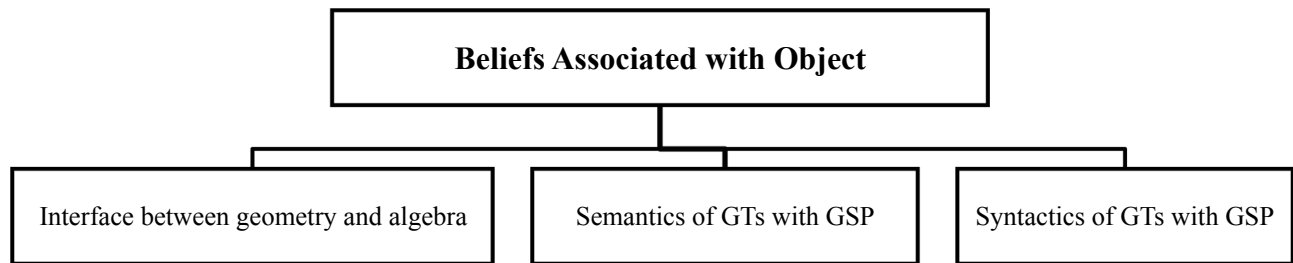 Beliefs Associated with Object
Interface between geometry and algebra
Semantics of GTs with GSP
Syntactics of GTs with GSP